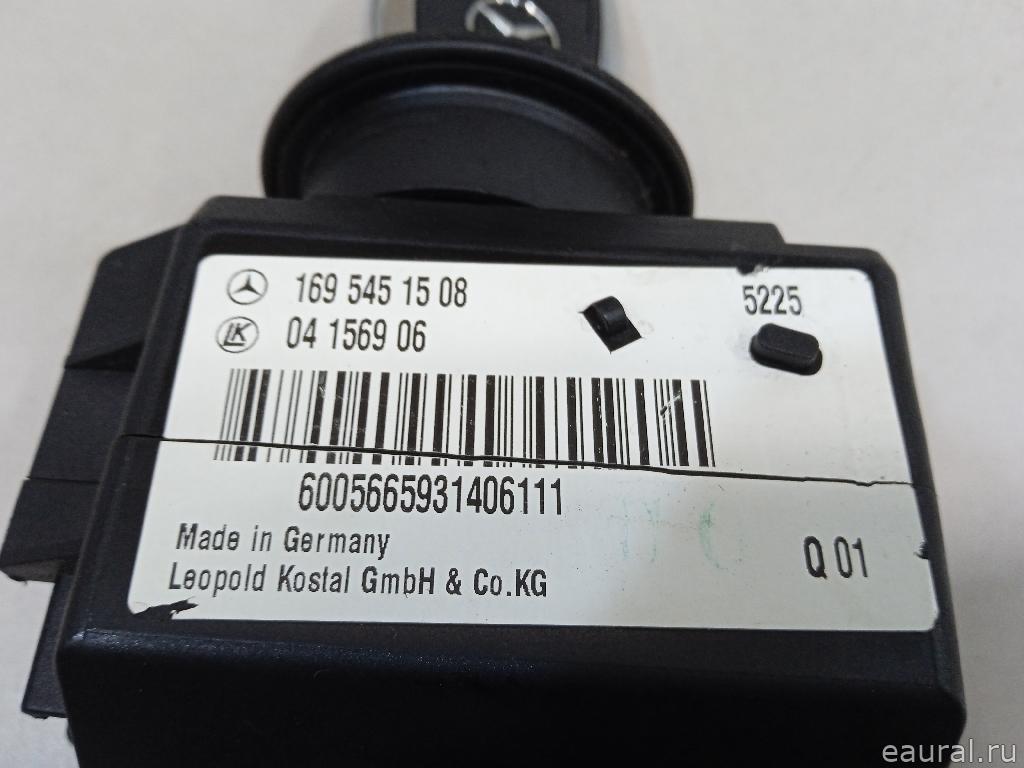 169 545 15 08
5225
LK
04 1569 06
6005665931406111
Made in Germany
Leopold Kostal GmbH & Co.KG
Q 01
eaural.ru